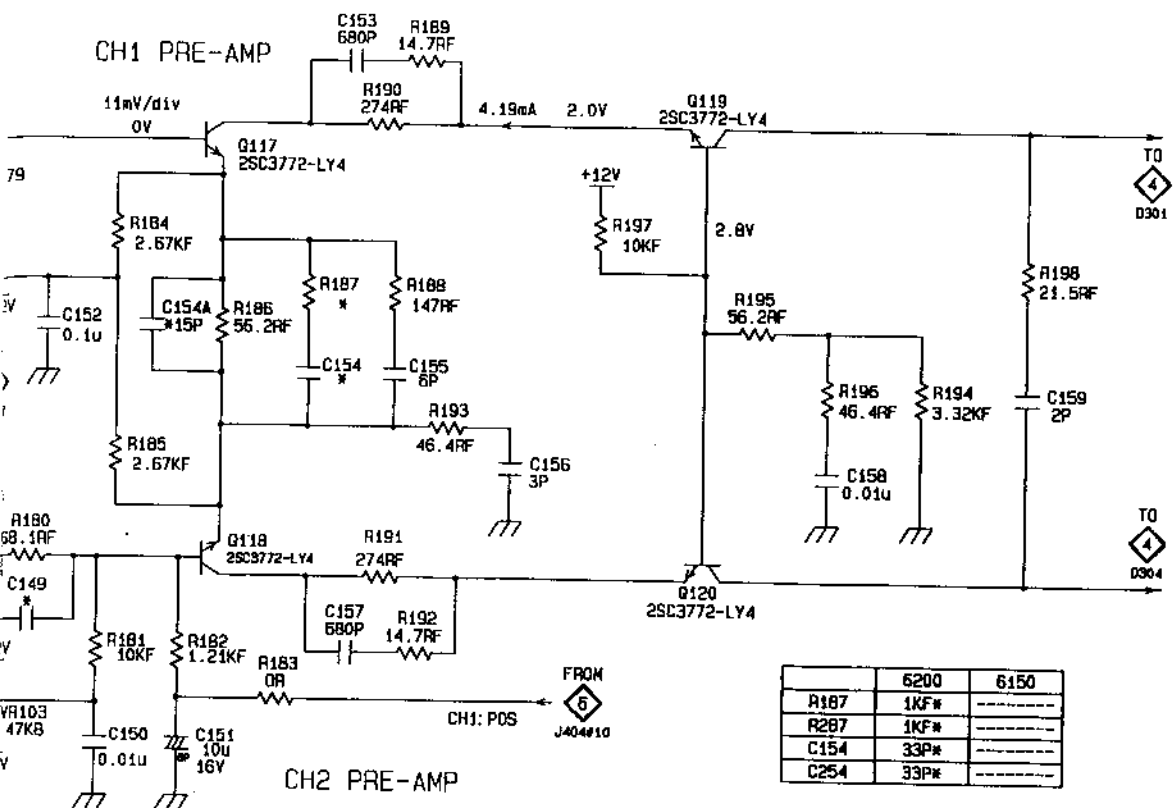 CH1 PRE-AMP
C153
680P
R189
14.7RF
R190
274RF
11mV/div
0V
Q117
2SC3772-LY4
4.19mA 2.0V
Q119
2SC3772-LY4
TO
4
D301
79
R184
2.67KF
+12V
R197
10KF
2.8V
C152
0.1u
C154A
*15P
R186
56.2RF
R187
*
R188
147RF
C154
*
C155
6P
R195
56.2RF
R198
21.5RF
R193
46.4RF
C156
3P
R196
46.4RF
R194
3.32KF
C158
0.01u
C159
2P
R185
2.67KF
R180
68.1RF
C149
*
Q118
2SC3772-LY4
R191
274RF
C157
680P
R192
14.7RF
Q120
2SC3772-LY4
TO
4
D304
R181
10KF
R182
1.21KF
R183
0R
CH1:POS
FROM
6
J404#10
VR103
47KB
C150
0.01u
C151
10u
16V
BP
CH2 PRE-AMP
6200 6150
R187 1KF* -------
R287 1KF* -------
C154 33P* -------
C254 33P* -------